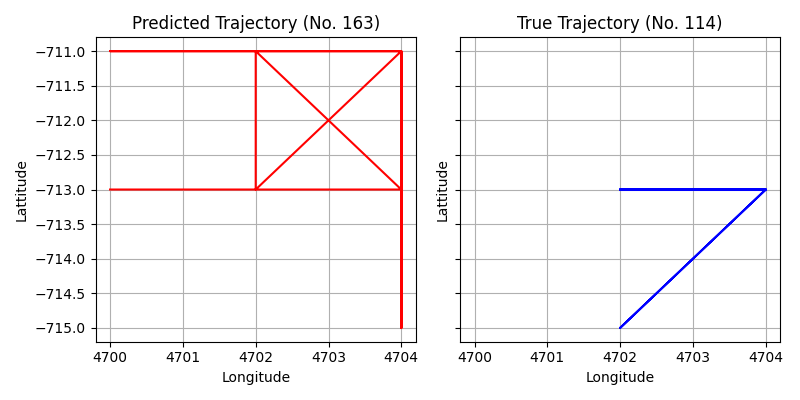 Predicted Trajectory (No. 163)
True Trajectory (No. 114)
−711.0
−711.5
−712.0
−712.5
−713.0
−713.5
−714.0
−714.5
−715.0
Lattitude
Lattitude
4700 4701 4702 4703 4704
4700 4701 4702 4703 4704
Longitude
Longitude